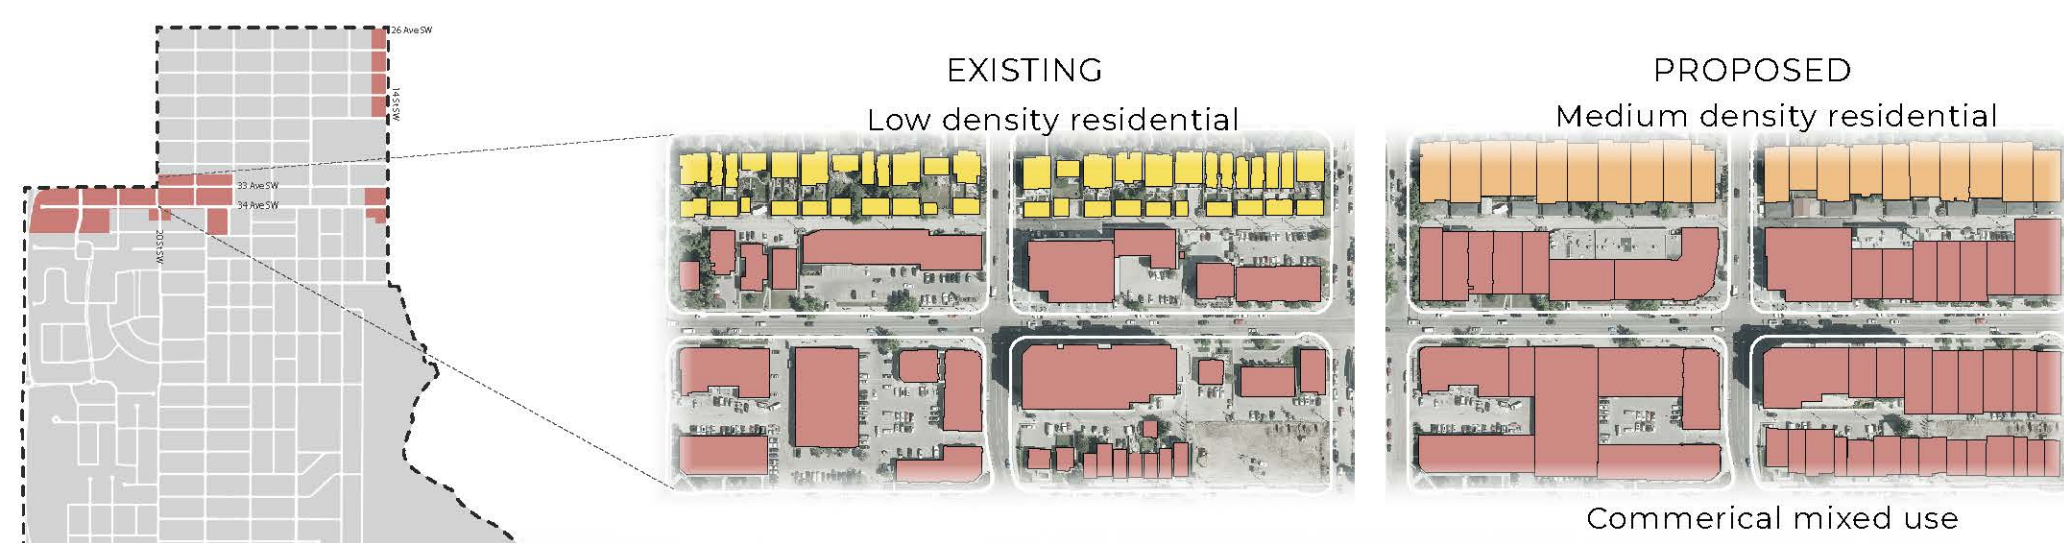 26 Ave SW
14 St SW
33 Ave SW
34 Ave SW
20 St SW
EXISTING
Low density residential
PROPOSED
Medium density residential
Commerical mixed use